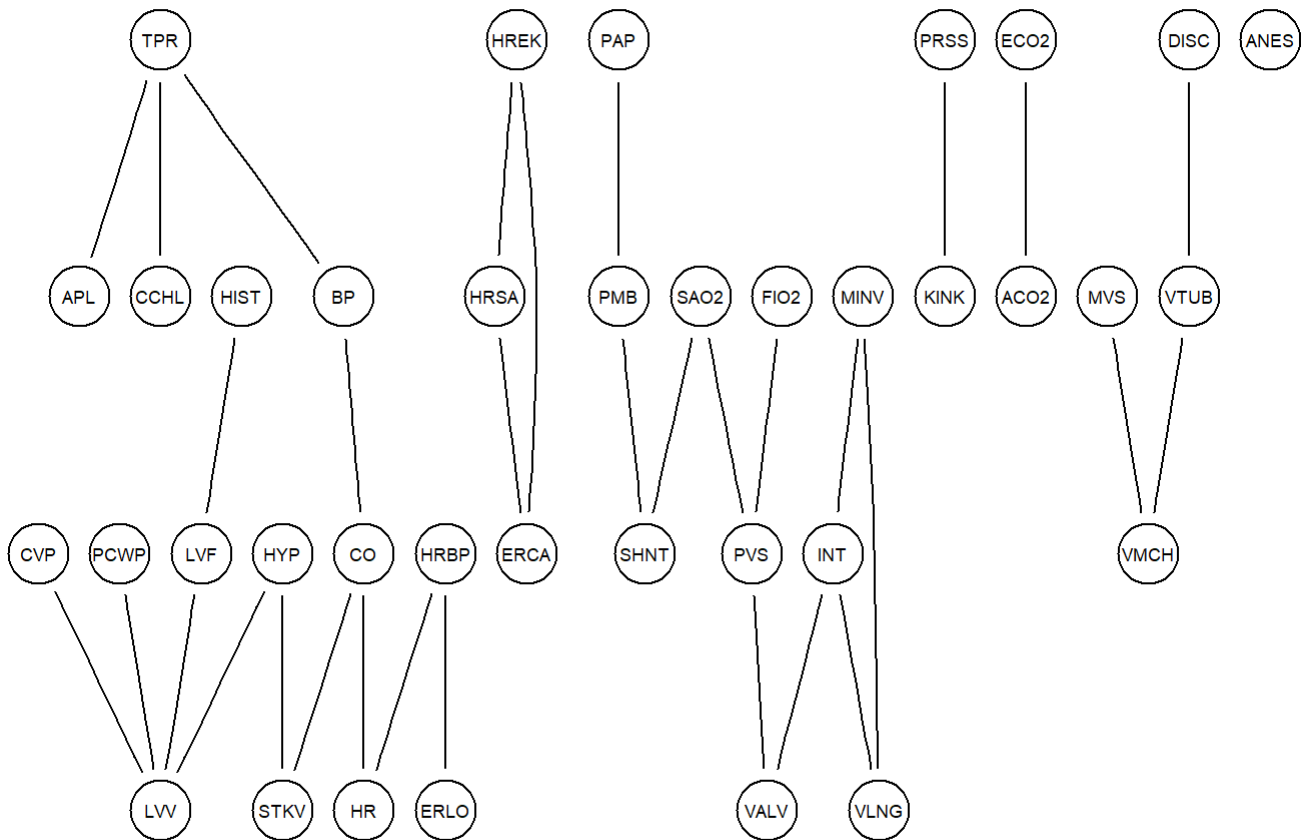 TPR HREK PAP PRSS ECO2 DISC ANES
APL CCHL HIST BP HRSA PMB SAO2 FIO2 MINV KINK ACO2 MVS VTUB
CVP PCWP LVF HYP CO HRBP ERCA SHNT PVS INT VMCH
LVV STKV HR ERLO VALV VLNG